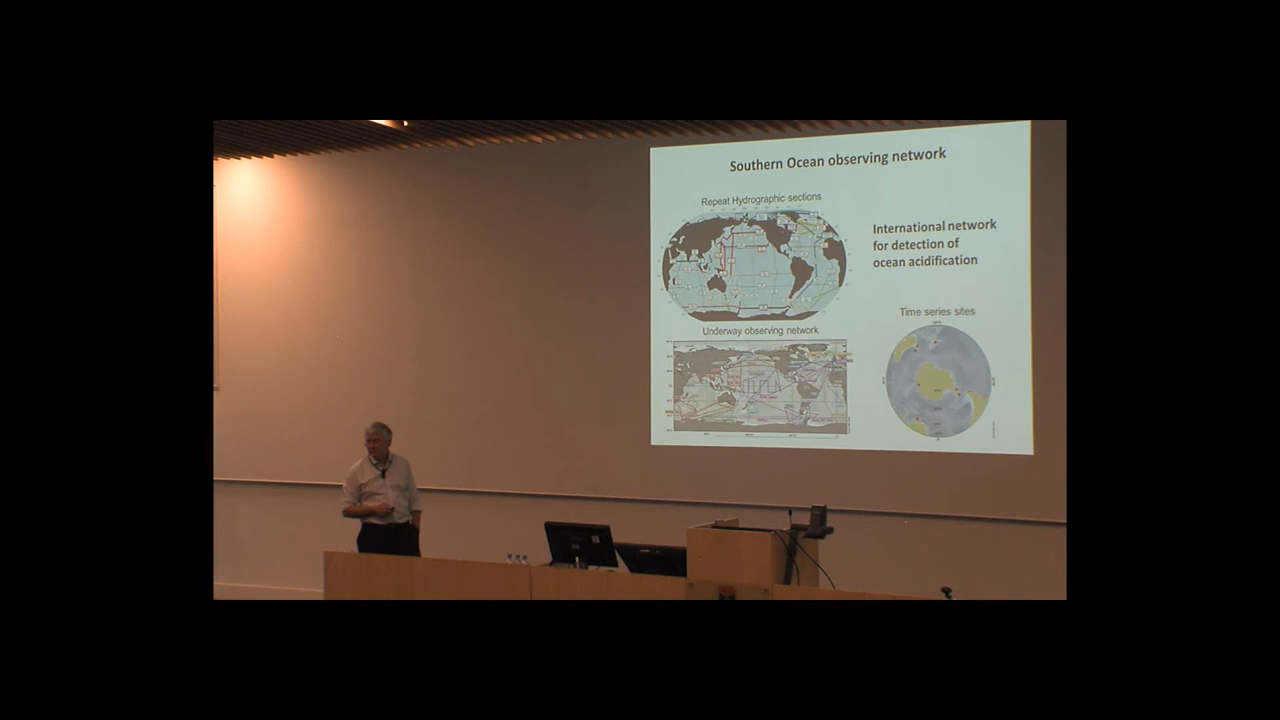 Southern Ocean observing network
Repeat Hydrographic sections
International network
for detection of
ocean acidification
Time series sites
Underway observing network